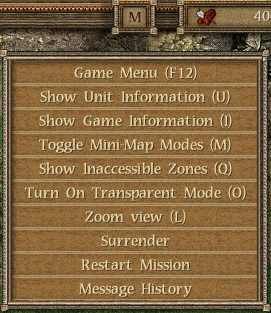 M 40
Game Menu (F12)
Show Unit Information (U)
Show Game Information (I)
Toggle Mini-Map Modes (M)
Show Inaccessible Zones (Q)
Turn On Transparent Mode (O)
Zoom view (L)
Surrender
Restart Mission
Message History